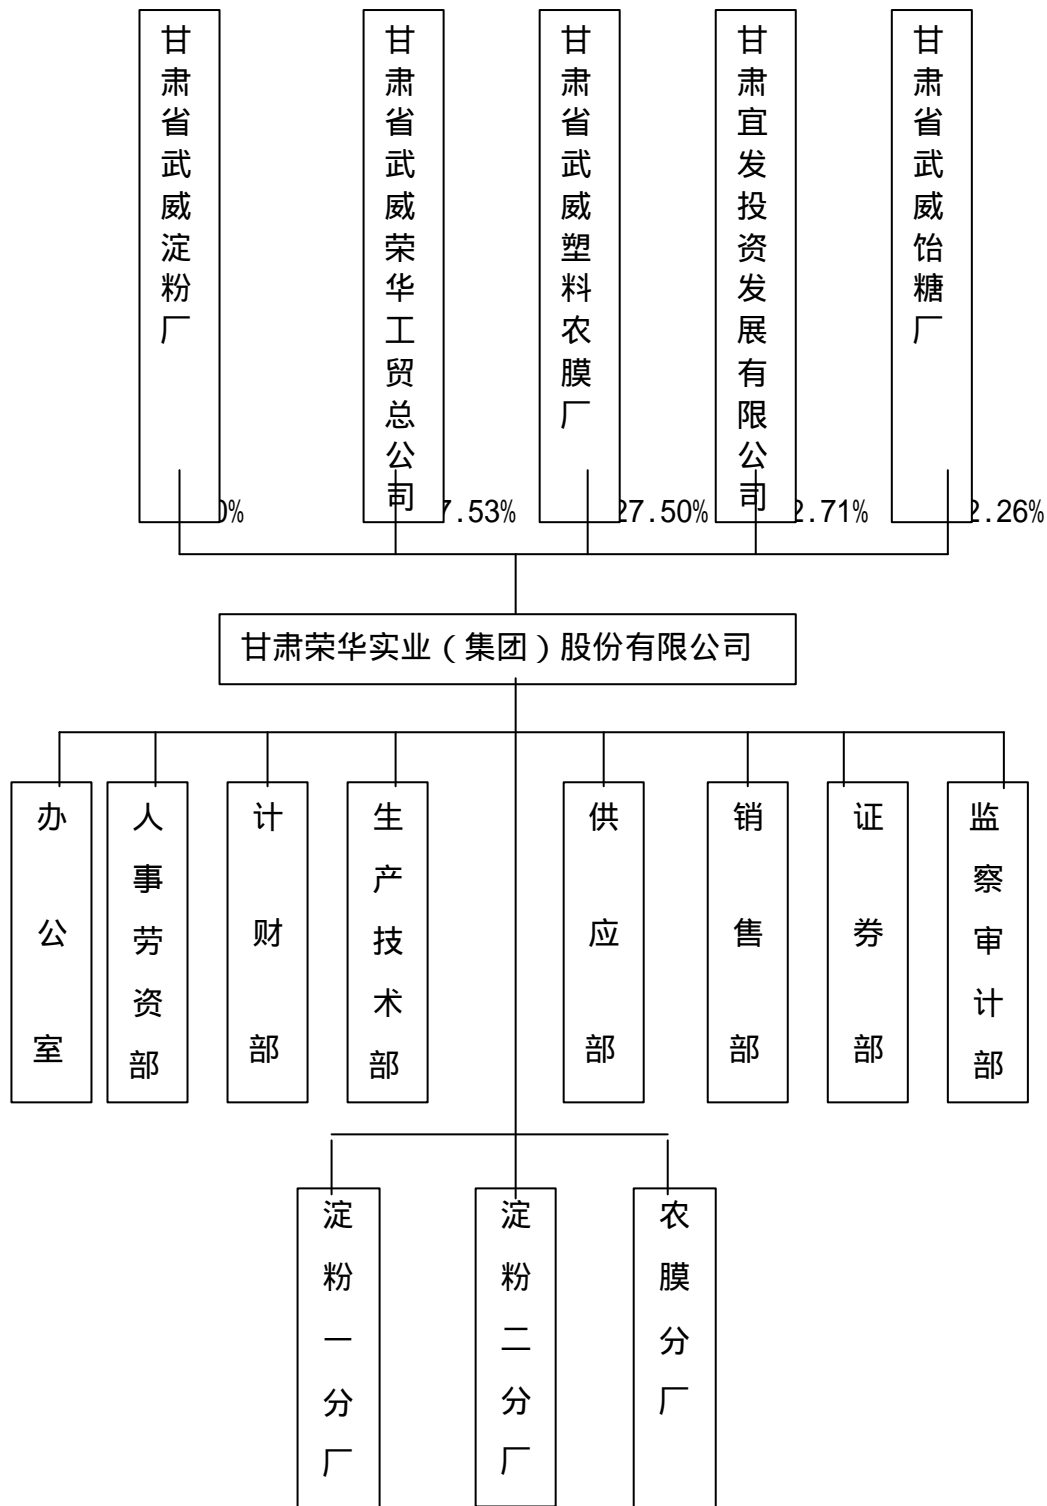 甘肃省武威淀粉厂
甘肃省武威荣华工贸总公司
甘肃省武威塑料农膜厂
甘肃宜发投资发展有限公司
甘肃省武威饴糖厂
0%
7.53%
27.50%
2.71%
2.26%
甘肃荣华实业（集团）股份有限公司
办公室
人事劳资部
计财部
生产技术部
供应部
销售部
证券部
监察审计部
淀粉一分厂
淀粉二分厂
农膜分厂